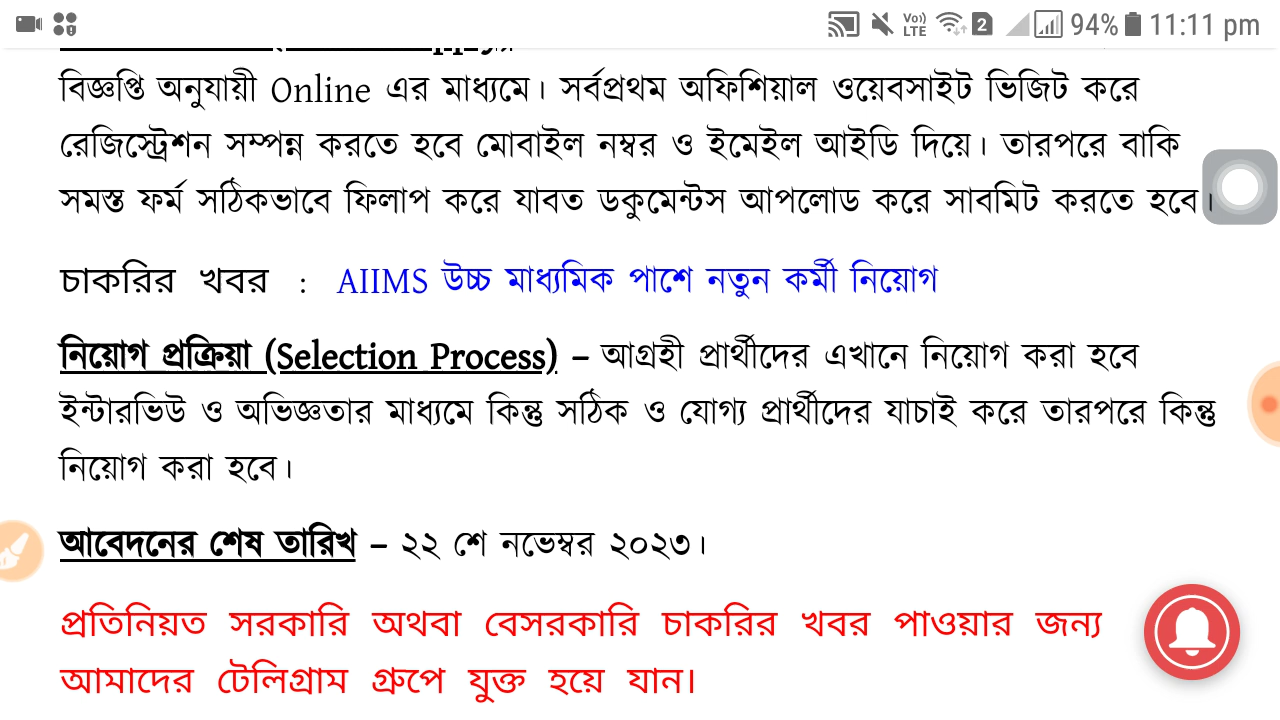 Vo)) LTE 2 94% 11:11 pm
বিজ্ঞপ্তি অনুযায়ী Online এর মাধ্যমে। সর্বপ্রথম অফিশিয়াল ওয়েবসাইট ভিজিট করে
রেজিস্ট্রেশন সম্পন্ন করতে হবে মোবাইল নম্বর ও ইমেইল আইডি দিয়ে। তারপরে বাকি
সমস্ত ফর্ম সঠিকভাবে ফিলাপ করে যাবত ডকুমেন্টস আপলোড করে সাবমিট করতে হবে।
চাকরির খবর : AIIMS উচ্চ মাধ্যমিক পাশে নতুন কর্মী নিয়োগ
নিয়োগ প্রক্রিয়া (Selection Process) – আগ্রহী প্রার্থীদের এখানে নিয়োগ করা হবে
ইন্টারভিউ ও অভিজ্ঞতার মাধ্যমে কিন্তু সঠিক ও যোগ্য প্রার্থীদের যাচাই করে তারপরে কিন্তু
নিয়োগ করা হবে।
আবেদনের শেষ তারিখ – ২২ শে নভেম্বর ২০২৩।
প্রতিনিয়ত সরকারি অথবা বেসরকারি চাকরির খবর পাওয়ার জন্য
আমাদের টেলিগ্রাম গ্রুপে যুক্ত হয়ে যান।